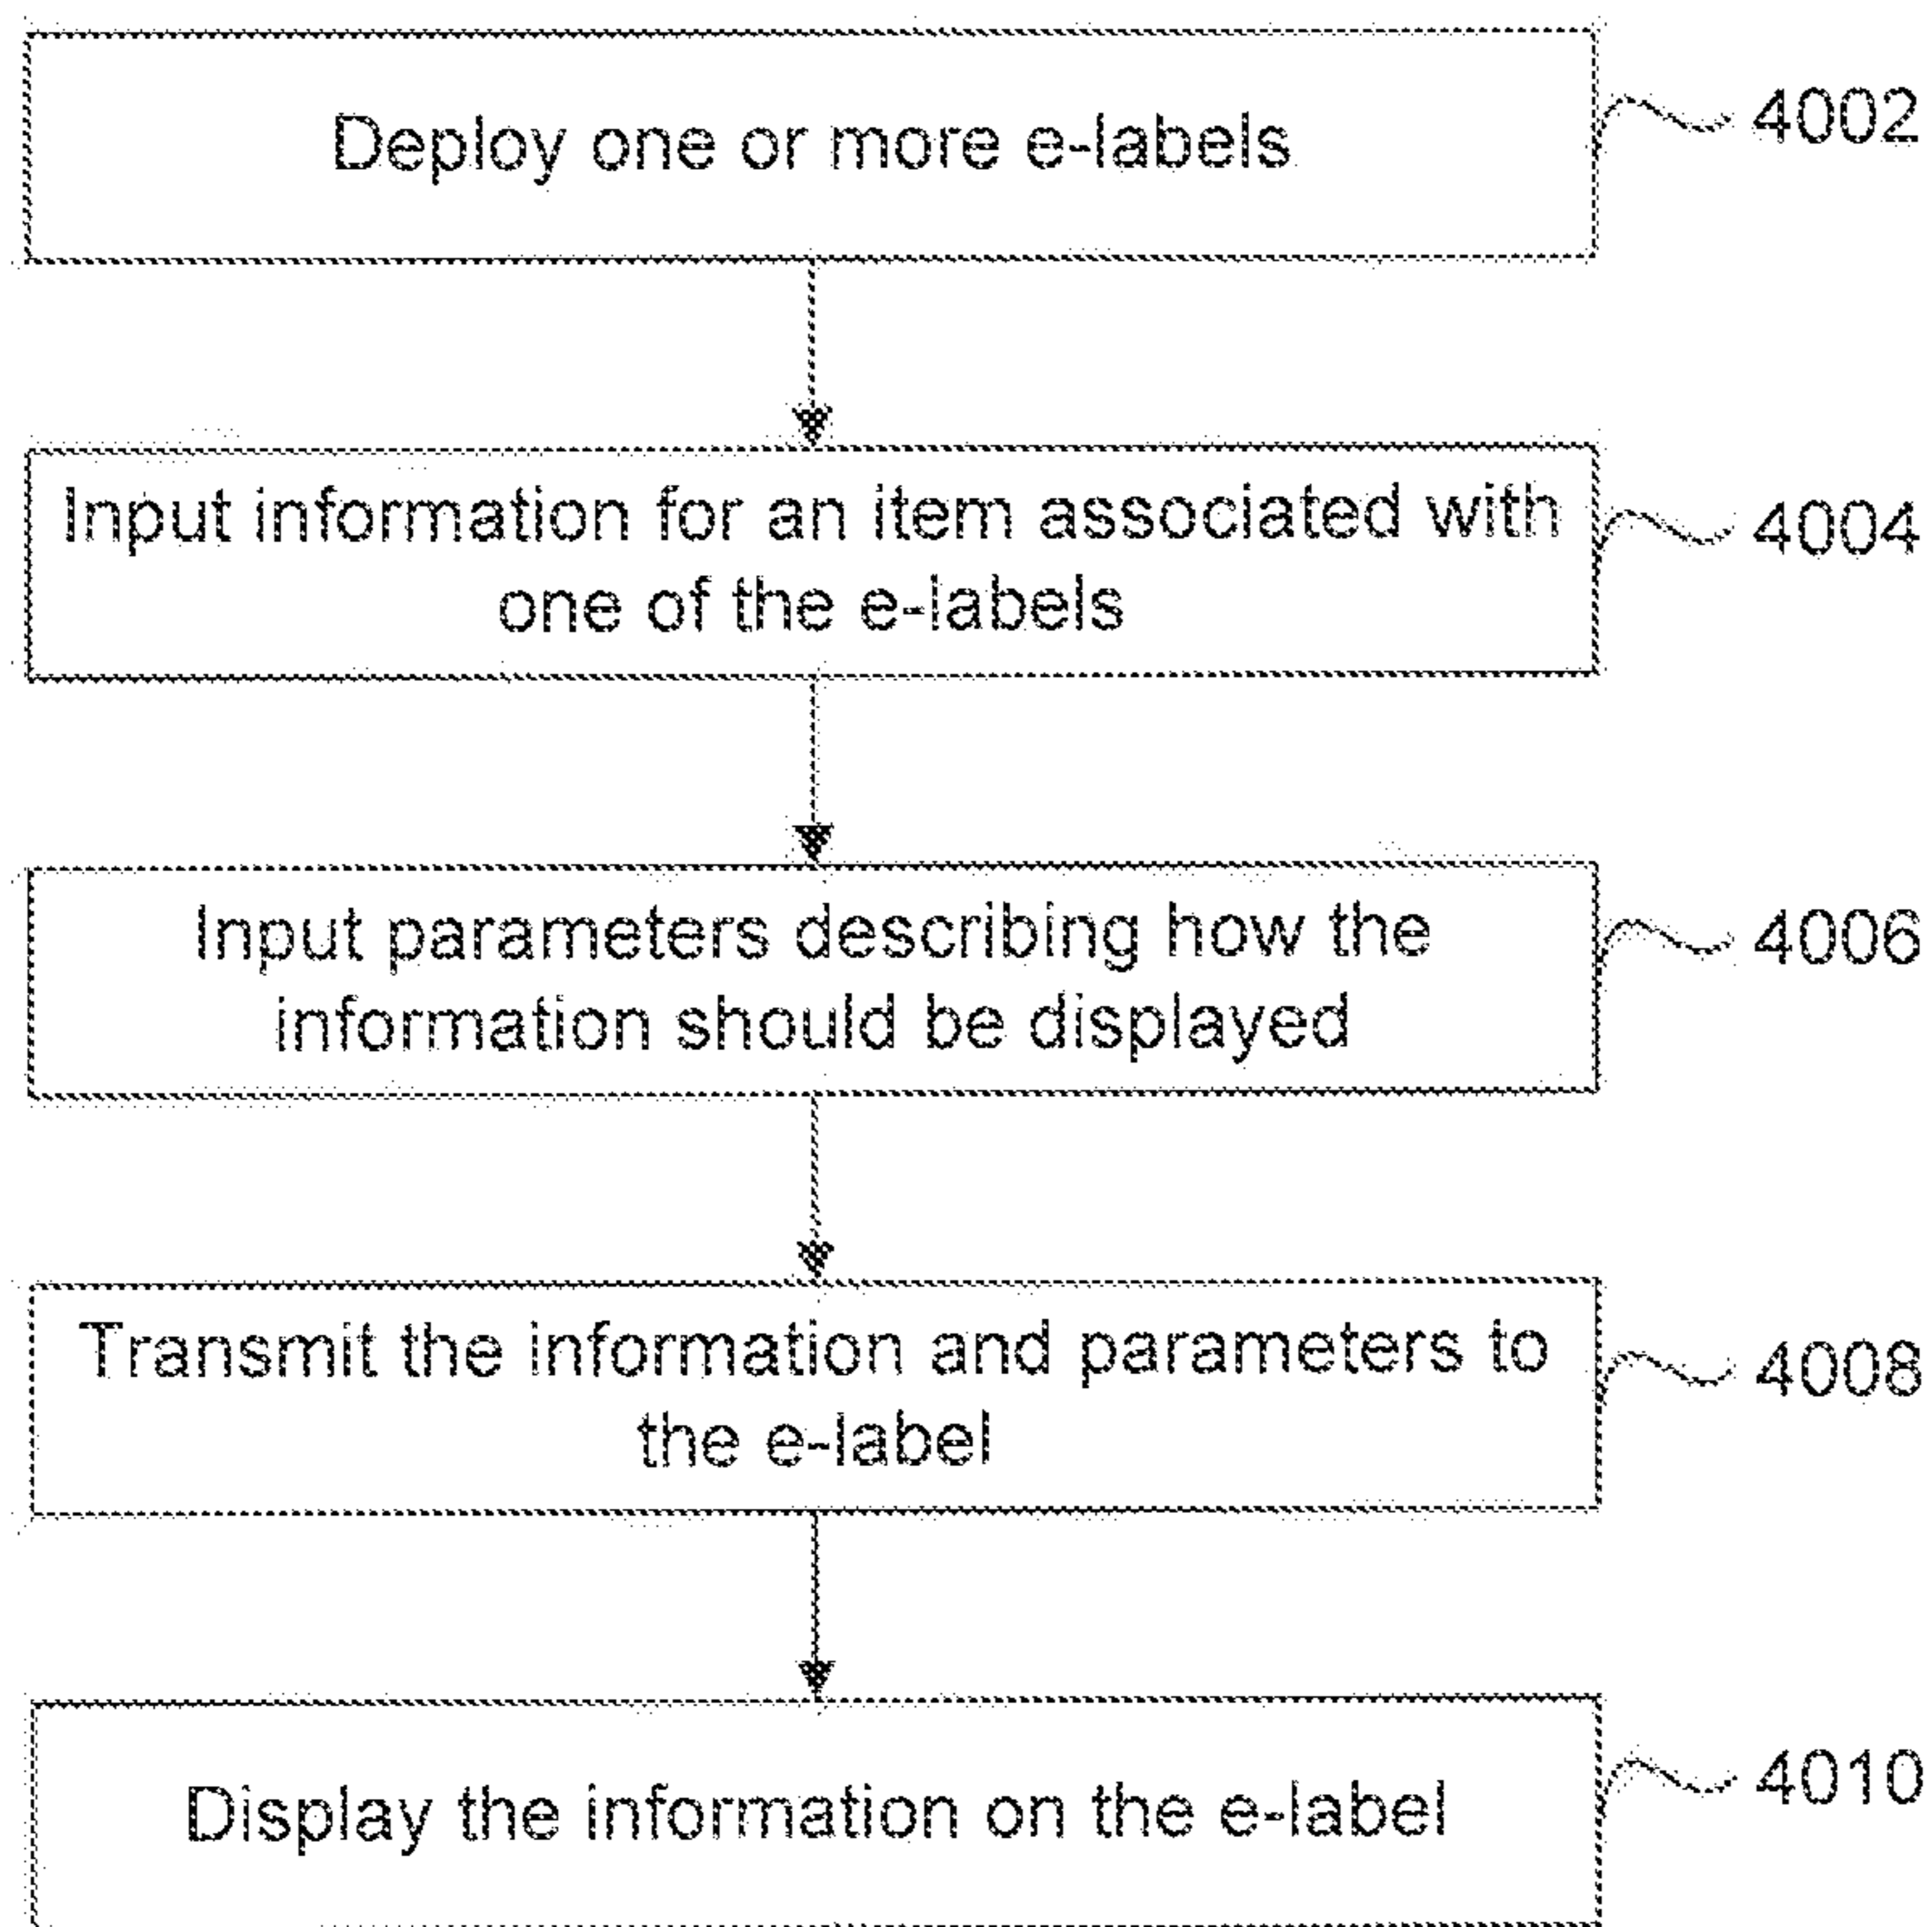 Deploy one or more e-labels
4002
Input information for an item associated with
one of the e-labels
4004
Input parameters describing how the
information should be displayed
4006
Transmit the information and parameters to
the e-label
4008
Display the information on the e-label
4010